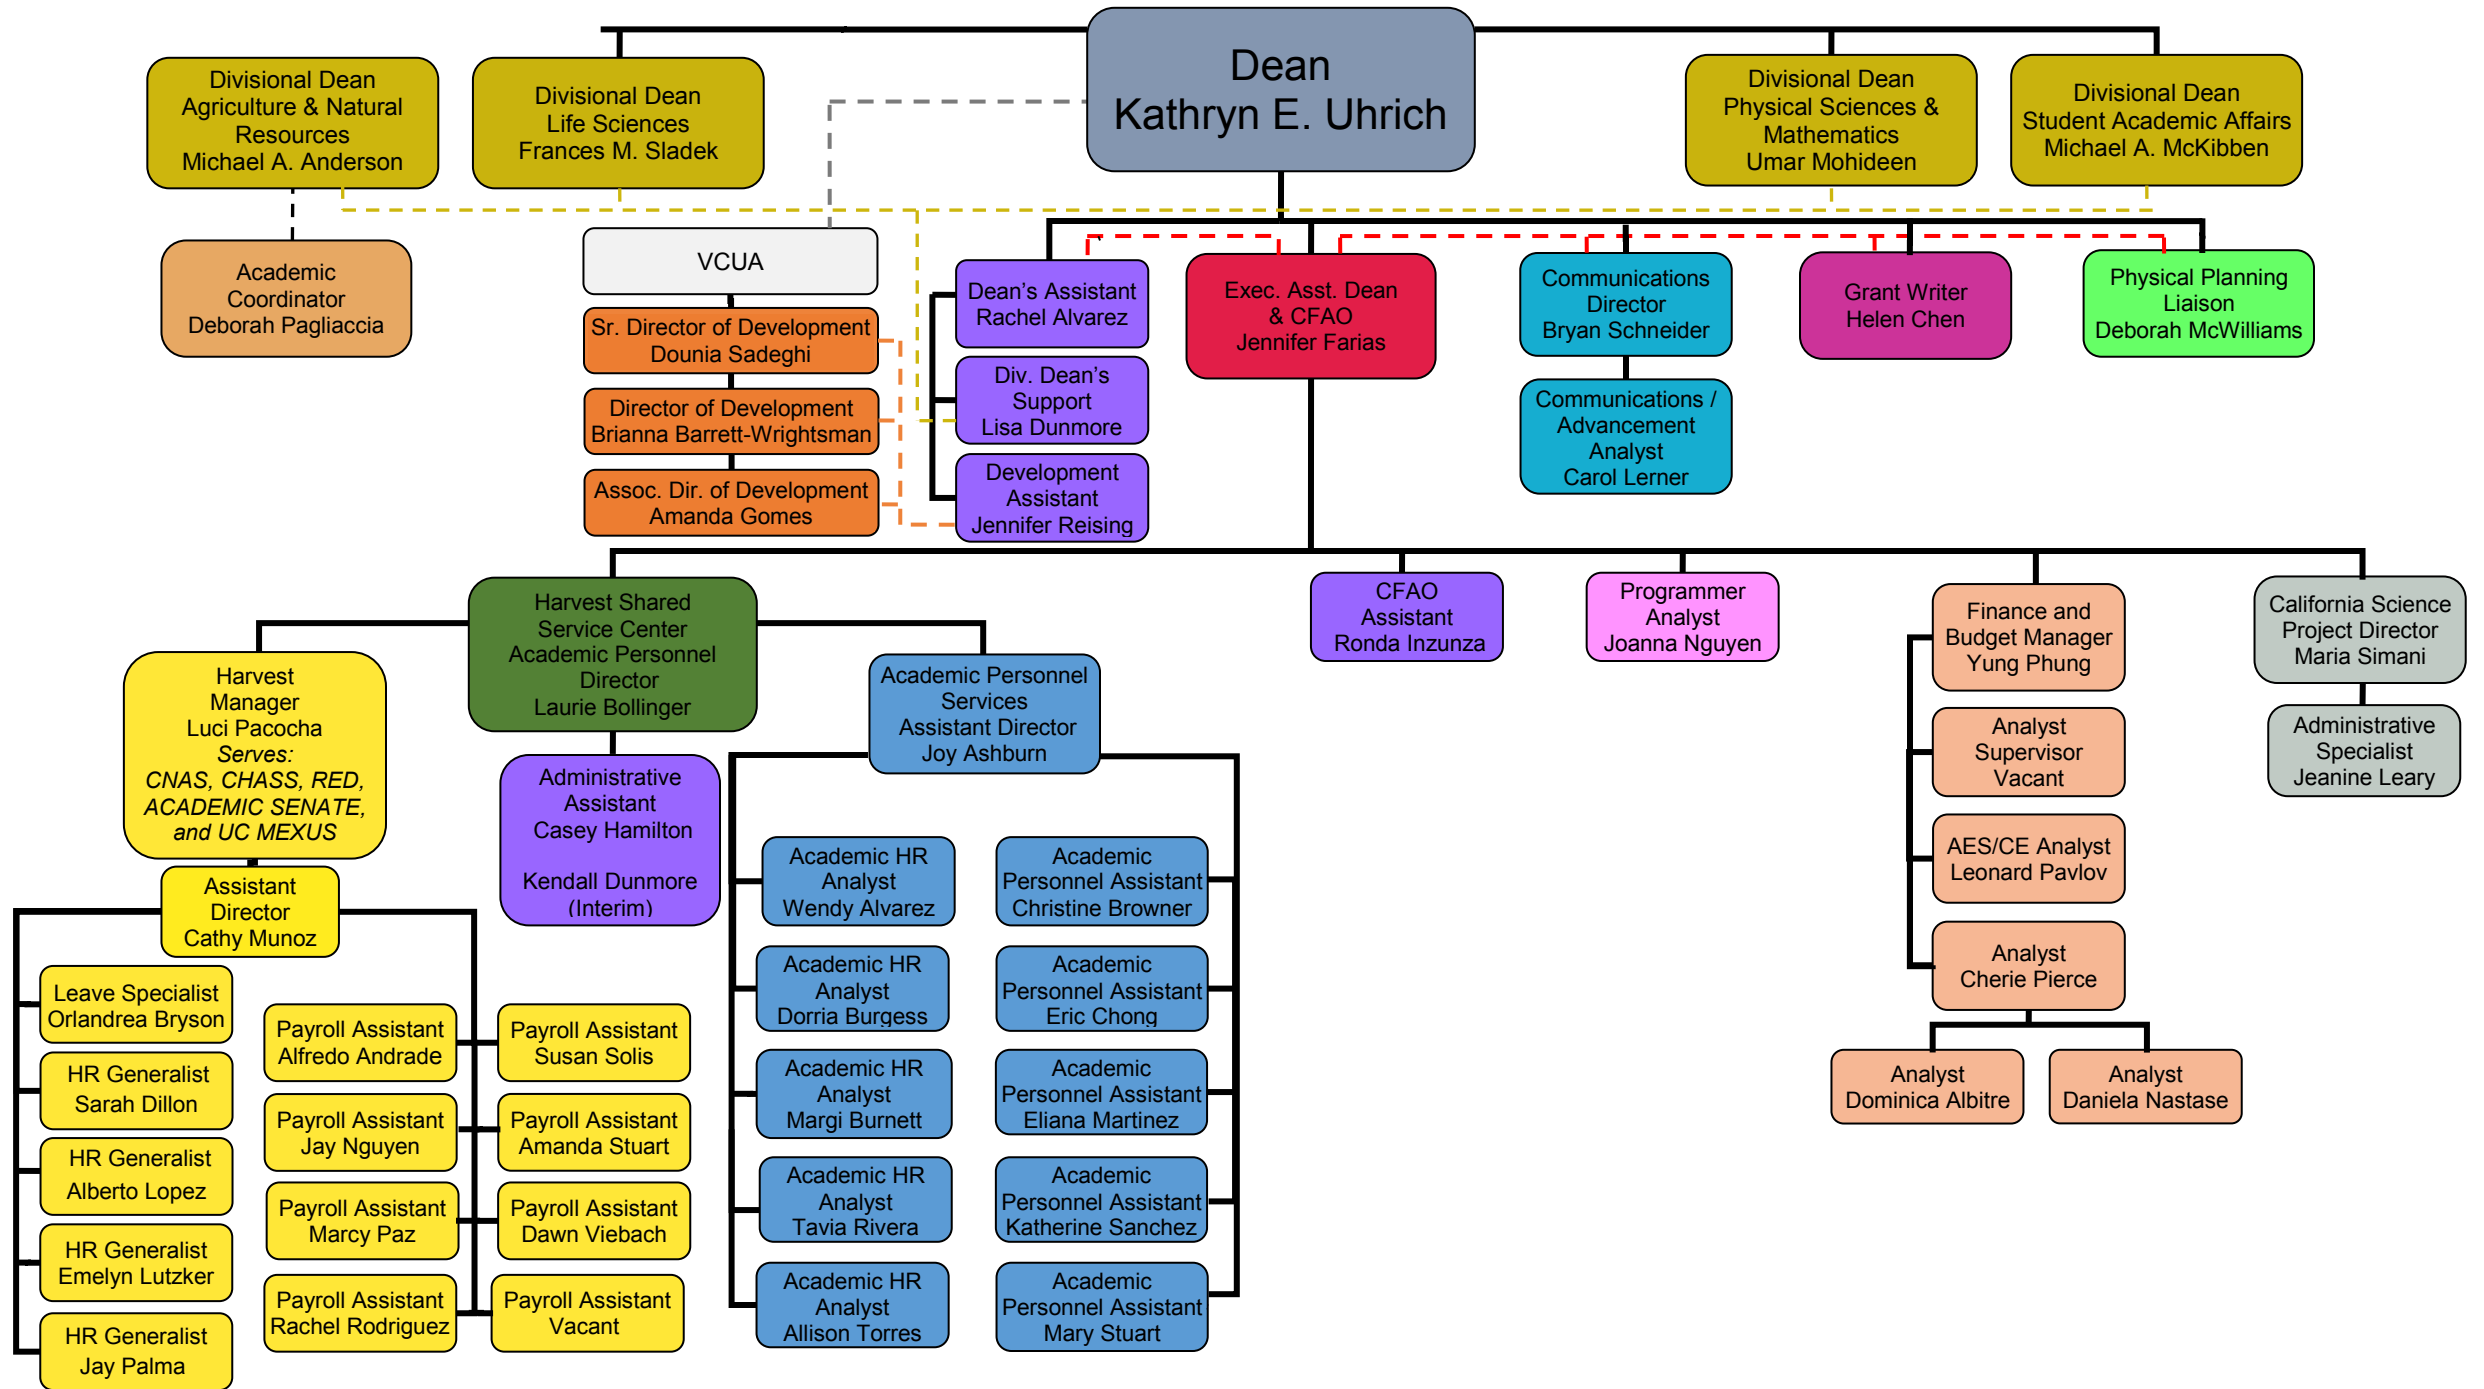 Dean
Kathryn E. Uhrich
Divisional Dean
Agriculture & Natural
Resources
Michael A. Anderson
Divisional Dean
Life Sciences
Frances M. Sladek
Divisional Dean
Physical Sciences &
Mathematics
Umar Mohideen
Divisional Dean
Student Academic Affairs
Michael A. McKibben
Academic
Coordinator
Deborah Pagliaccia
VCUA
Sr. Director of Development
Dounia Sadeghi
Director of Development
Brianna Barrett-Wrightsman
Assoc. Dir. of Development
Amanda Gomes
Dean's Assistant
Rachel Alvarez
Div. Dean's
Support
Lisa Dunmore
Development
Assistant
Jennifer Reising
Exec. Asst. Dean
& CFAO
Jennifer Farias
Communications
Director
Bryan Schneider
Communications /
Advancement
Analyst
Carol Lerner
Grant Writer
Helen Chen
Physical Planning
Liaison
Deborah McWilliams
Harvest Shared
Service Center
Academic Personnel
Director
Laurie Bollinger
CFAO
Assistant
Ronda Inzunza
Programmer
Analyst
Joanna Nguyen
Finance and
Budget Manager
Yung Phung
California Science
Project Director
Maria Simani
Harvest
Manager
Luci Pacocha
Serves:
CNAS, CHASS, RED,
ACADEMIC SENATE,
and UC MEXUS
Academic Personnel
Services
Assistant Director
Joy Ashburn
Administrative
Assistant
Casey Hamilton
Kendall Dunmore
(Interim)
Analyst
Supervisor
Vacant
Administrative
Specialist
Jeanine Leary
AES/CE Analyst
Leonard Pavlov
Analyst
Cherie Pierce
Analyst
Dominica Albitre
Analyst
Daniela Nastase
Assistant
Director
Cathy Munoz
Leave Specialist
Orlandrea Bryson
HR Generalist
Sarah Dillon
HR Generalist
Alberto Lopez
HR Generalist
Emelyn Lutzker
HR Generalist
Jay Palma
Payroll Assistant
Alfredo Andrade
Payroll Assistant
Jay Nguyen
Payroll Assistant
Marcy Paz
Payroll Assistant
Rachel Rodriguez
Payroll Assistant
Susan Solis
Payroll Assistant
Amanda Stuart
Payroll Assistant
Dawn Viebach
Payroll Assistant
Vacant
Academic HR
Analyst
Wendy Alvarez
Academic HR
Analyst
Dorria Burgess
Academic HR
Analyst
Margi Burnett
Academic HR
Analyst
Tavia Rivera
Academic HR
Analyst
Allison Torres
Academic
Personnel Assistant
Christine Browner
Academic
Personnel Assistant
Eric Chong
Academic
Personnel Assistant
Eliana Martinez
Academic
Personnel Assistant
Katherine Sanchez
Academic
Personnel Assistant
Mary Stuart